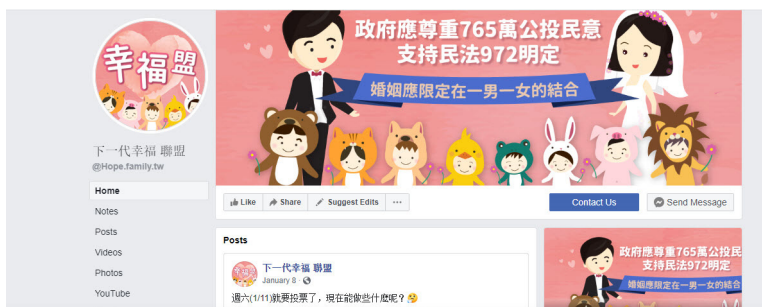 幸福盟
下一代幸福 聯盟
@Hope.family.tw
Home
Notes
Posts
Videos
Photos
YouTube
政府應尊重765萬公投民意
支持民法972明定
婚姻應限定在一男一女的結合
Like Share Suggest Edits ...
Contact Us
Send Message
Posts
幸福盟
下一代幸福 聯盟
January 8
週六(1/11)就要投票了，現在能做些什麼呢？
政府應尊重765萬公投民
支持民法972明定
婚姻應限定在一男一女的結合